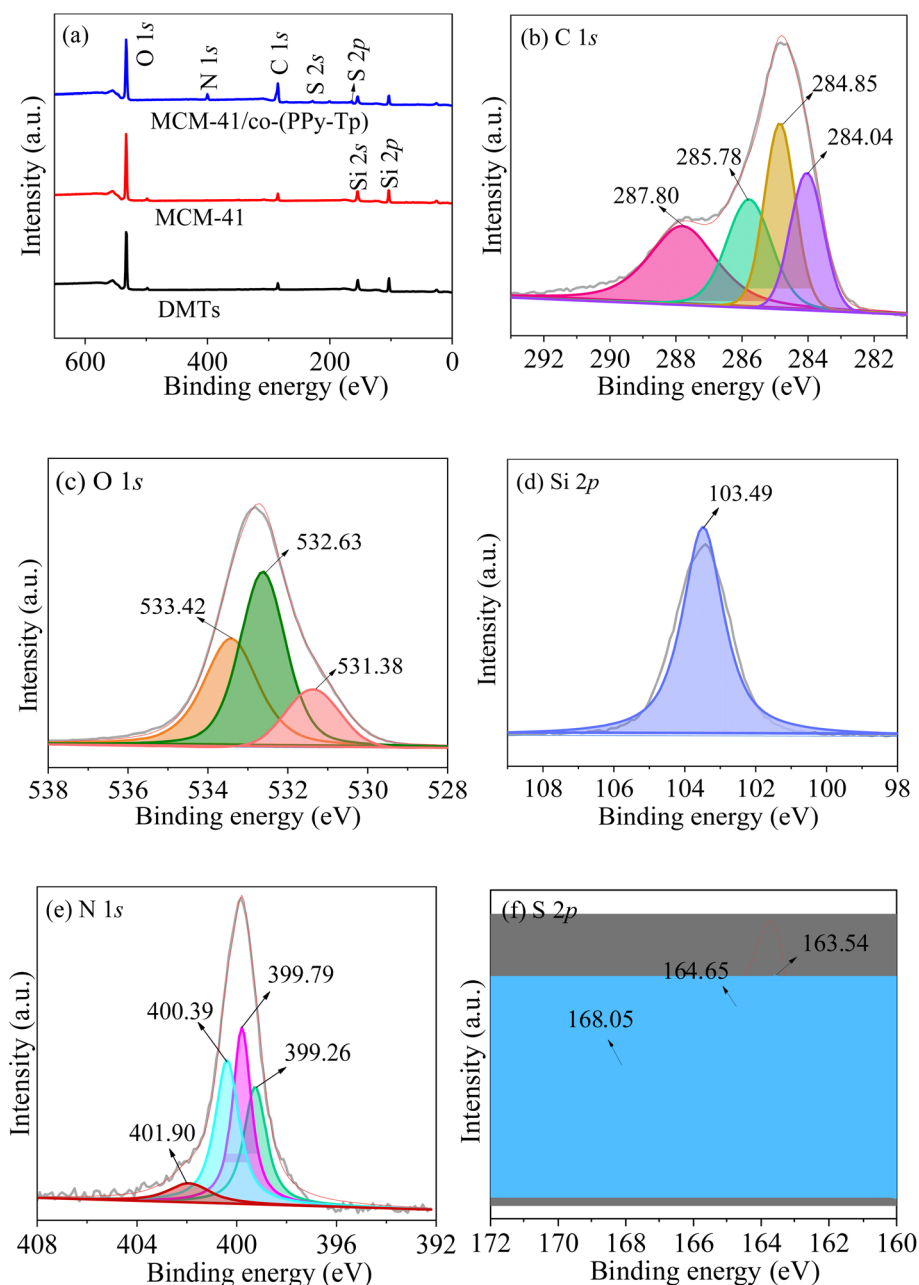 (a)
O 1s
N 1s
C 1s
S 2s
S 2p
MCM-41/co-(PPy-Tp)
Si 2s
Si 2p
MCM-41
DMTs
Intensity (a.u.)
600 400 200 0
Binding energy (eV)
(b) C 1s
284.85
284.04
285.78
287.80
Intensity (a.u.)
292 290 288 286 284 282
Binding energy (eV)
(c) O 1s
532.63
533.42
531.38
Intensity (a.u.)
538 536 534 532 530 528
Binding energy (eV)
(d) Si 2p
103.49
Intensity (a.u.)
108 106 104 102 100 98
Binding energy (eV)
(e) N 1s
399.79
400.39
399.26
401.90
Intensity (a.u.)
408 404 400 396 392
Binding energy (eV)
(f) S 2p
163.54
164.65
168.05
Intensity (a.u.)
172 170 168 166 164 162 160
Binding energy (eV)